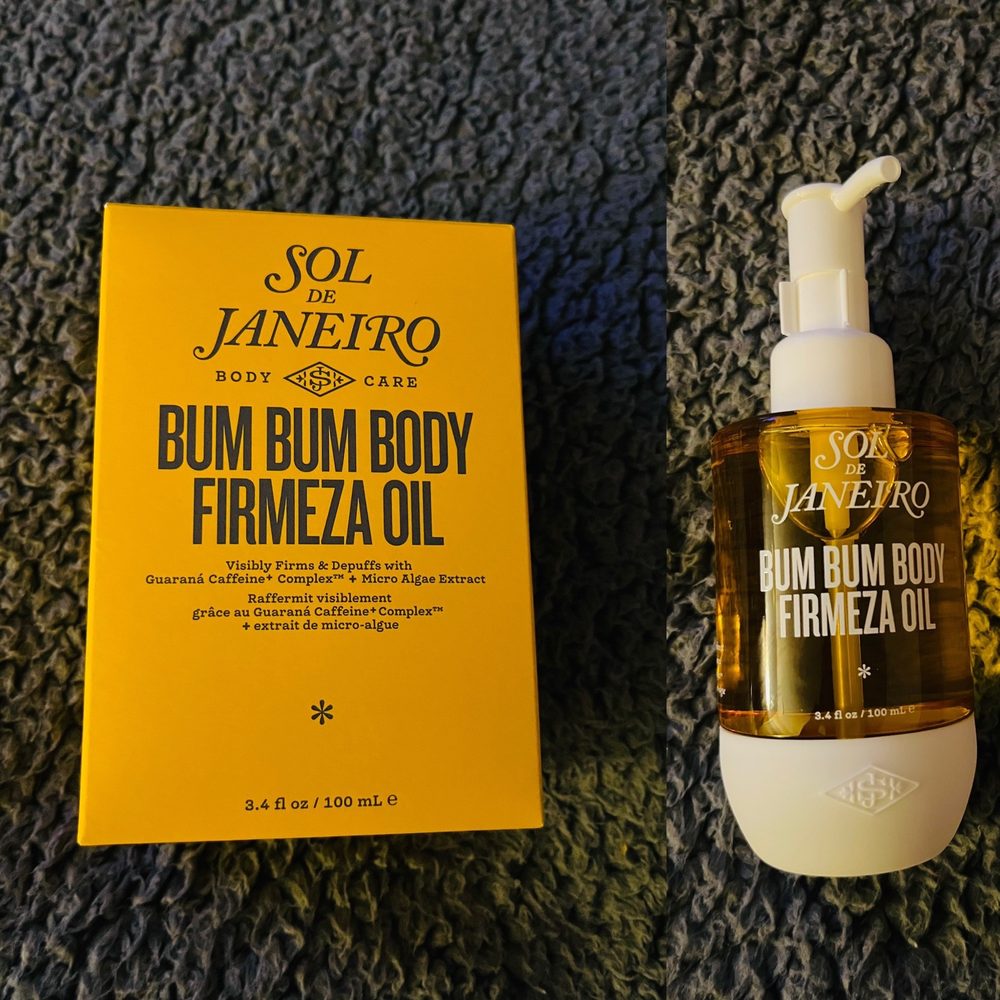 SOL
DE
JANEIRO
BODY CARE
BUM BUM BODY
FIRMEZA OIL
Visibly Firms & Depuffs with
Guaraná Caffeine⁺ Complex™ + Micro Algae Extract
Raffermit visiblement
grâce au Guaraná Caffeine⁺Complex™
+ extrait de micro-algue
*
3.4 fl oz / 100 mL ℮
SOL
DE
JANEIRO
BUM BUM BODY
FIRMEZA OIL
*
3.4 fl oz / 100 mL ℮